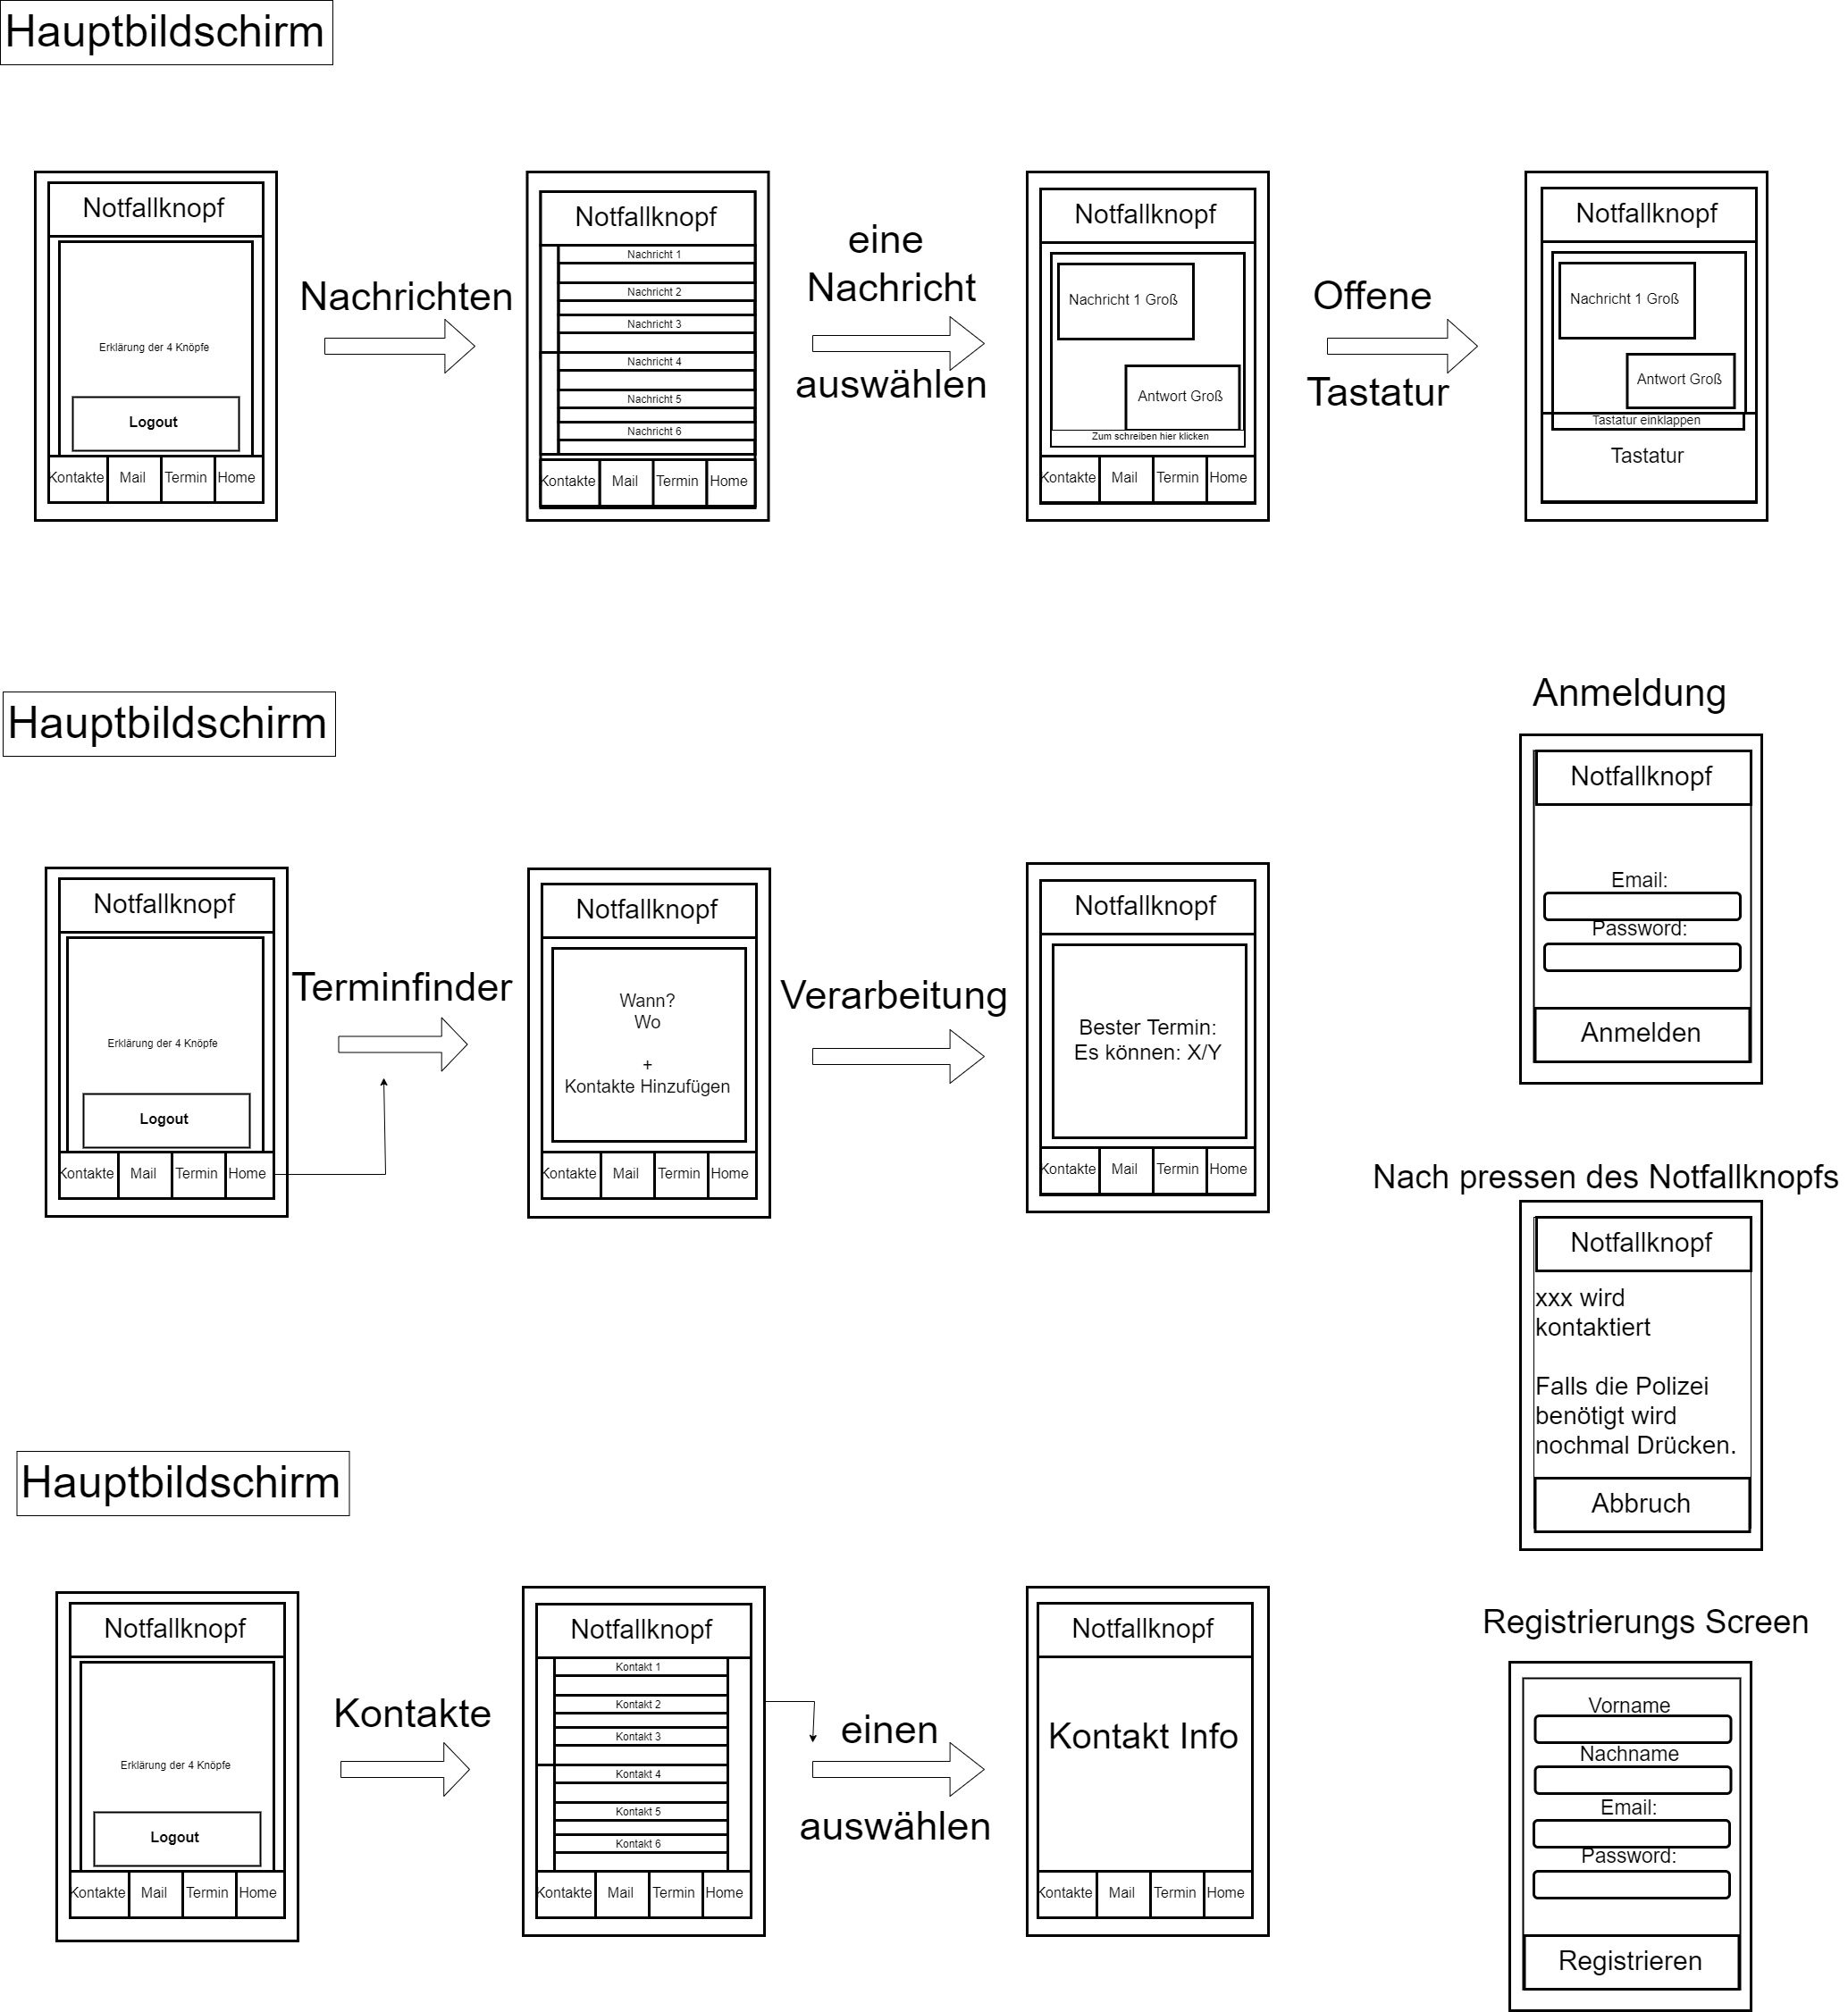 Hauptbildschirm
Notfallknopf
Erklärung der 4 Knöpfe
Logout
Kontakte
Mail
Termin
Home
Nachrichten
Notfallknopf
Nachricht 1
Nachricht 2
Nachricht 3
Nachricht 4
Nachricht 5
Nachricht 6
Kontakte
Mail
Termin
Home
eine
Nachricht
auswählen
Notfallknopf
Nachricht 1 Groß
Antwort Groß
Zum schreiben hier klicken
Kontakte
Mail
Termin
Home
Offene
Tastatur
Notfallknopf
Nachricht 1 Groß
Antwort Groß
Tastatur einklappen
Tastatur
Hauptbildschirm
Notfallknopf
Erklärung der 4 Knöpfe
Logout
Kontakte
Mail
Termin
Home
Terminfinder
Notfallknopf
Wann?
Wo
+
Kontakte Hinzufügen
Kontakte
Mail
Termin
Home
Verarbeitung
Notfallknopf
Bester Termin:
Es können: X/Y
Kontakte
Mail
Termin
Home
Anmeldung
Notfallknopf
Email:
Password:
Anmelden
Nach pressen des Notfallknopfs
Notfallknopf
xxx wird
kontaktiert
Falls die Polizei
benötigt wird
nochmal Drücken.
Abbruch
Hauptbildschirm
Notfallknopf
Erklärung der 4 Knöpfe
Logout
Kontakte
Mail
Termin
Home
Kontakte
Notfallknopf
Kontakt 1
Kontakt 2
Kontakt 3
Kontakt 4
Kontakt 5
Kontakt 6
Kontakte
Mail
Termin
Home
einen
auswählen
Notfallknopf
Kontakt Info
Kontakte
Mail
Termin
Home
Registrierungs Screen
Vorname
Nachname
Email:
Password:
Registrieren